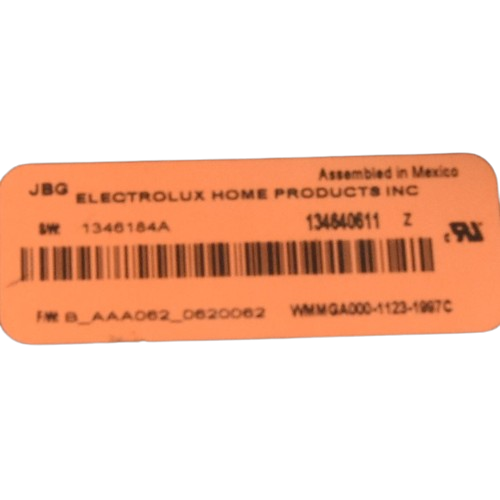 Assembled in Mexico
JBG ELECTROLUX HOME PRODUCTS INC
S/W: 1346184A 134640611 Z
F/W: B_AAA062_0620062 WMMGA000-1123-1997C